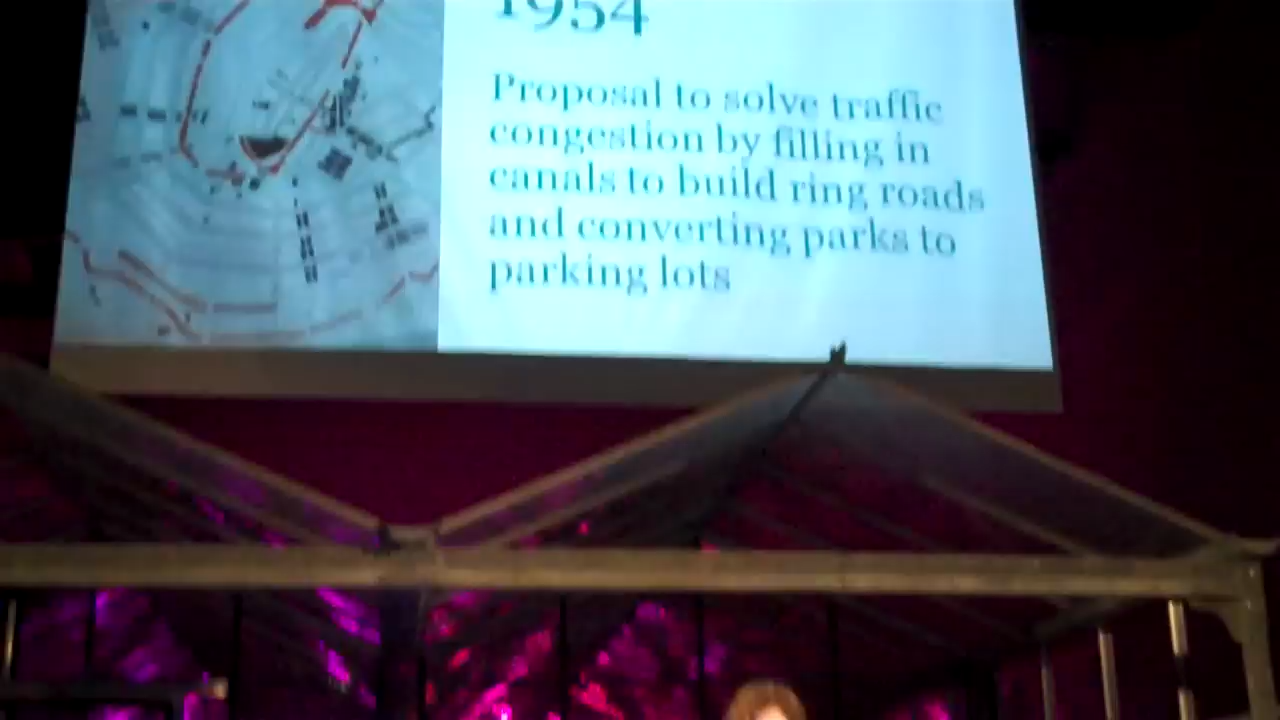 1954
Proposal to solve traffic
congestion by filling in
canals to build ring roads
and converting parks to
parking lots